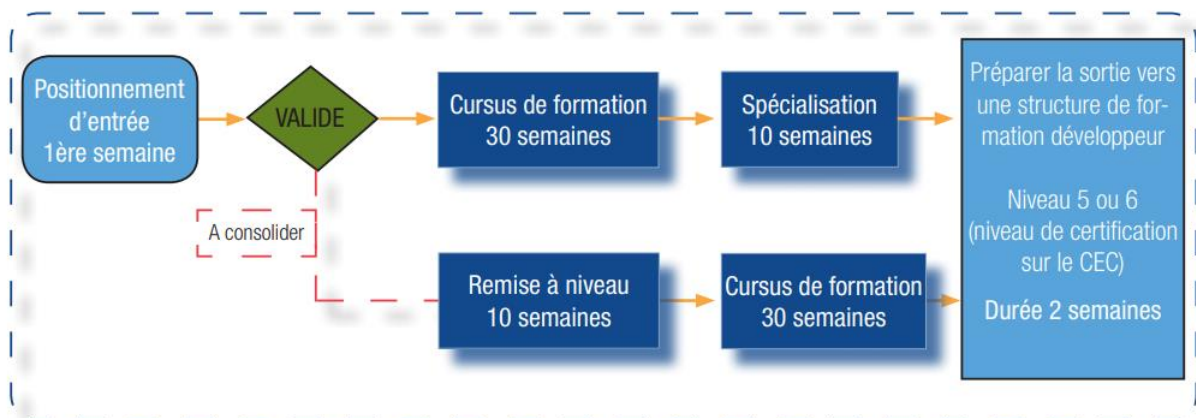 Positionnement
d'entrée
1ère semaine
VALIDE
Cursus de formation
30 semaines
Spécialisation
10 semaines
Préparer la sortie vers
une structure de for-
mation développeur
Niveau 5 ou 6
(niveau de certification
sur le CEC)
Durée 2 semaines
A consolider
Remise à niveau
10 semaines
Cursus de formation
30 semaines